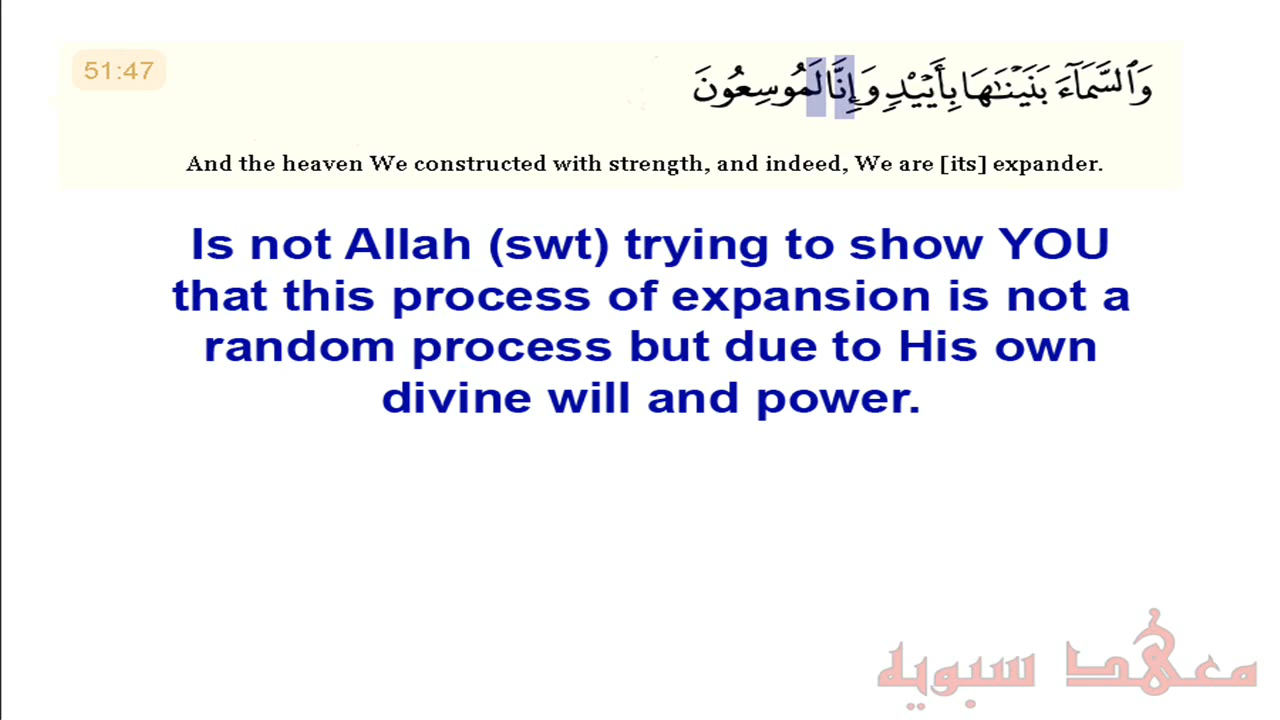 51:47
وَٱلسَّمَآءَ بَنَيْنَـٰهَا بِأَيْي۟دٍ وَإِنَّا لَمُوسِعُونَ
And the heaven We constructed with strength, and indeed, We are [its] expander.
Is not Allah (swt) trying to show YOU
that this process of expansion is not a
random process but due to His own
divine will and power.
معهد سبويه